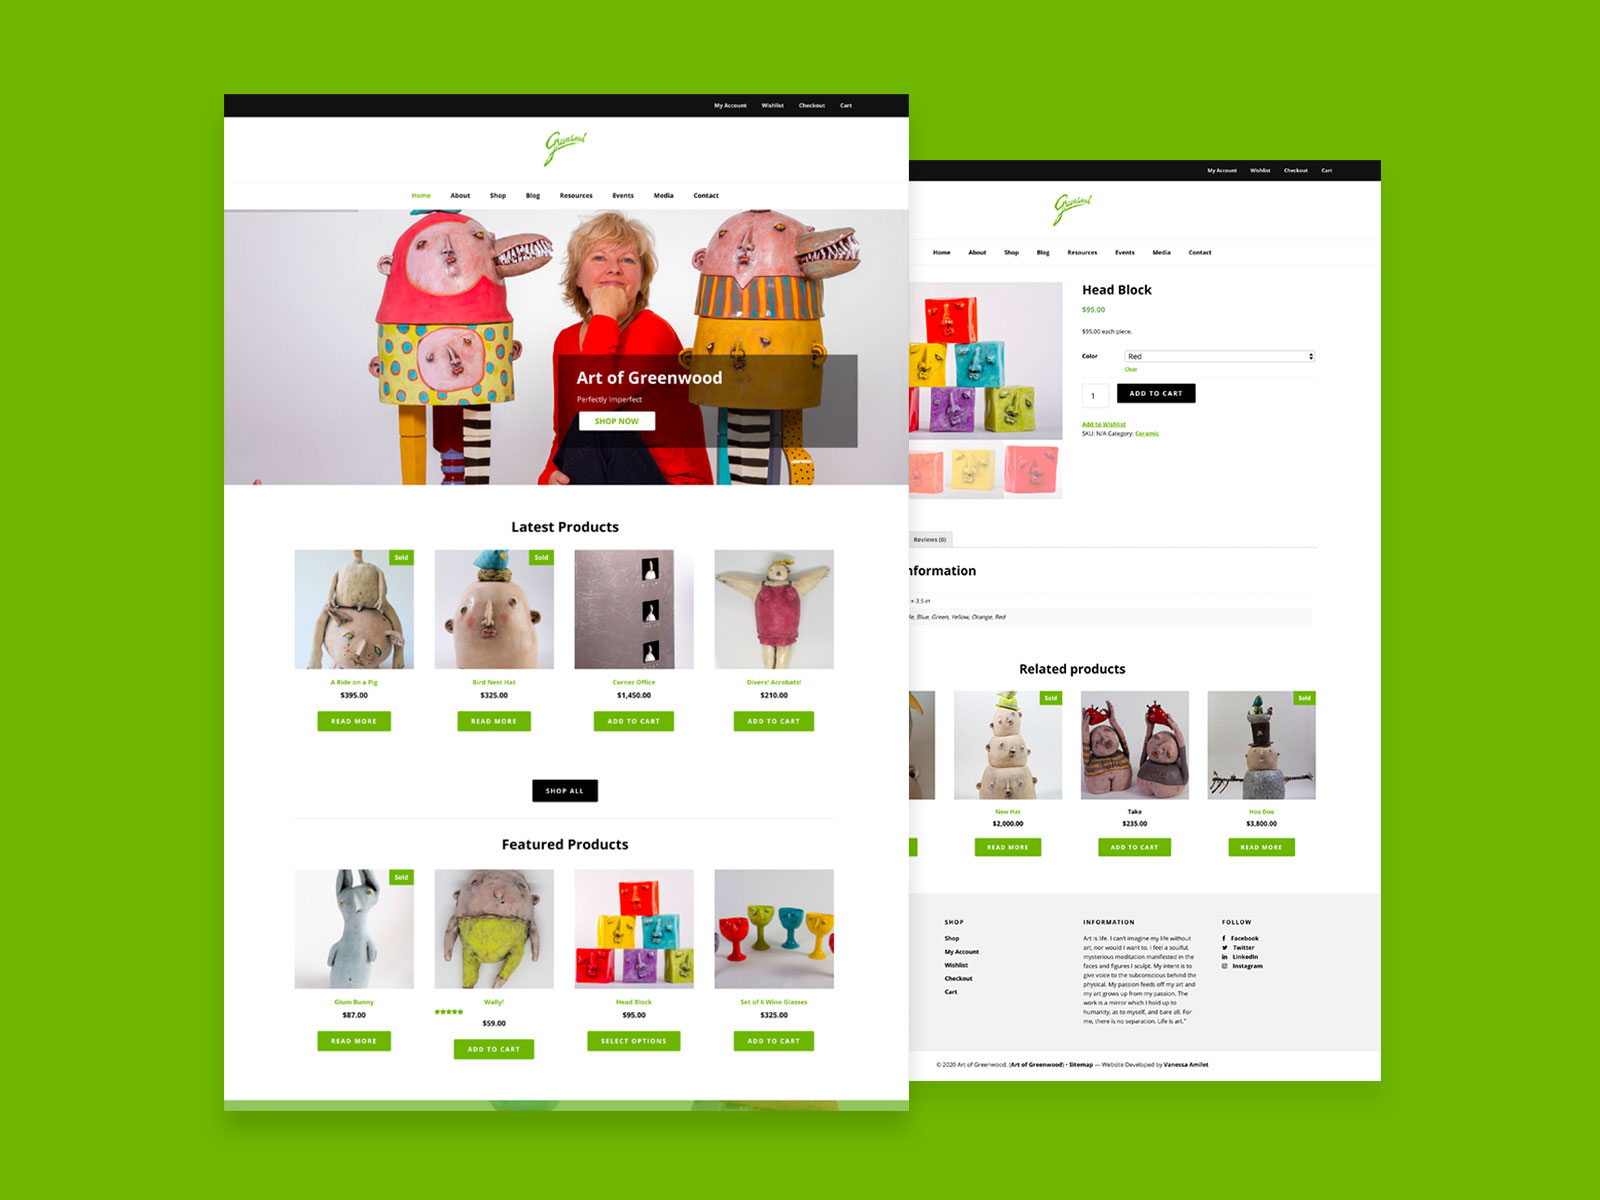 My Account Wishlist Checkout Cart
Greenwood
Home About Shop Blog Resources Events Media Contact
Art of Greenwood
Perfectly Imperfect
SHOP NOW
Latest Products
Sold
Sold
A Ride on a Pig
$395.00
READ MORE
Bird Nest Hat
$325.00
READ MORE
Corner Office
$1,450.00
ADD TO CART
Divers! Acrobats!
$210.00
ADD TO CART
SHOP ALL
Featured Products
Sold
Glum Bunny
$87.00
READ MORE
Wally!
$59.00
ADD TO CART
Head Block
$95.00
SELECT OPTIONS
Set of 6 Wine Glasses
$325.00
ADD TO CART
My Account Wishlist Checkout Cart
Greenwood
Home About Shop Blog Resources Events Media Contact
Head Block
$95.00
$95.00 each piece.
Color Red
Clear
1 ADD TO CART
Add to Wishlist
SKU: N/A Category: Ceramic
Reviews (0)
nformation
× 3.5 in
le, Blue, Green, Yellow, Orange, Red
Related products
Sold
Sold
New Hat
$2,000.00
READ MORE
Take
$235.00
ADD TO CART
Hoo Doo
$3,800.00
READ MORE
SHOP
Shop
My Account
Wishlist
Checkout
Cart
INFORMATION
Art is life. I can't imagine my life without
art, nor would I want to. I feel a soulful,
mysterious meditation manifested in the
faces and figures I sculpt. My intent is to
give voice to the subconscious behind the
physical. My passion feeds off my art and
my art grows up from my passion. The
work is a mirror which I hold up to
humanity, as to myself, and bare all. For
me, there is no separation. Life is art."
FOLLOW
Facebook
Twitter
LinkedIn
Instagram
© 2020 Art of Greenwood. (Art of Greenwood) • Sitemap — Website Developed by Vanessa Amilet